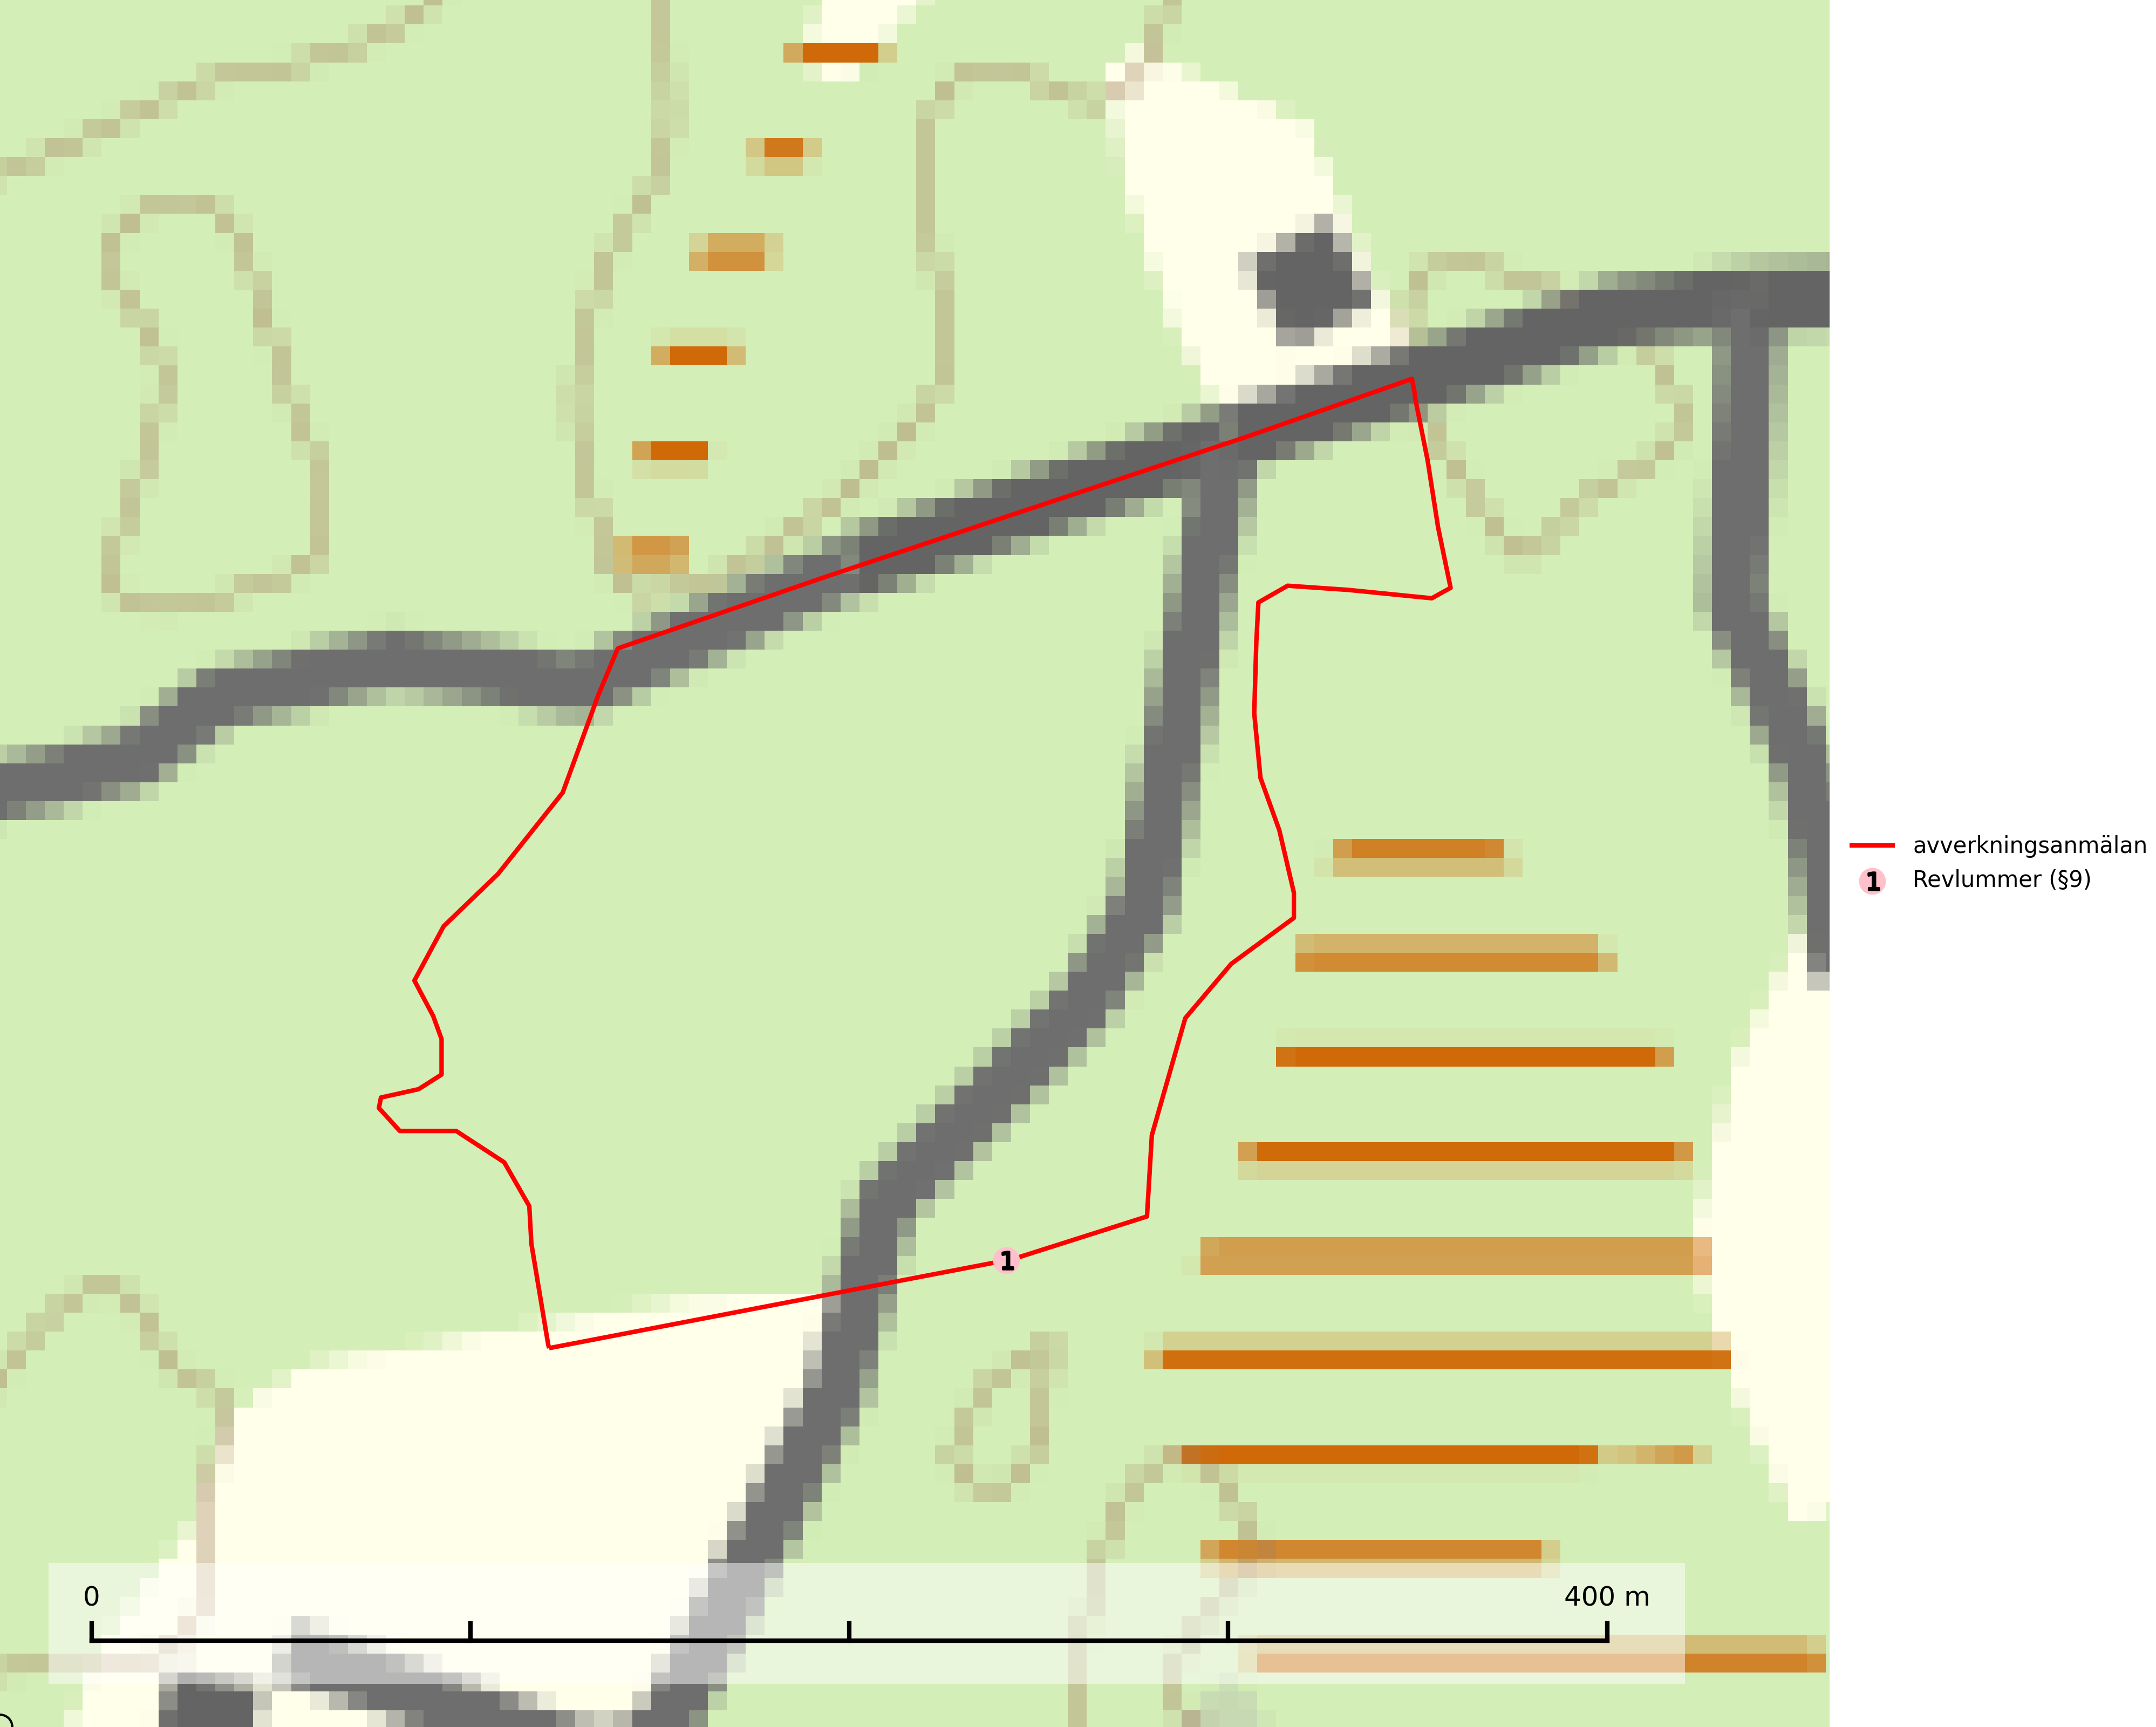 avverkningsanmälan
1 Revlummer (§9)
1
0 400 m